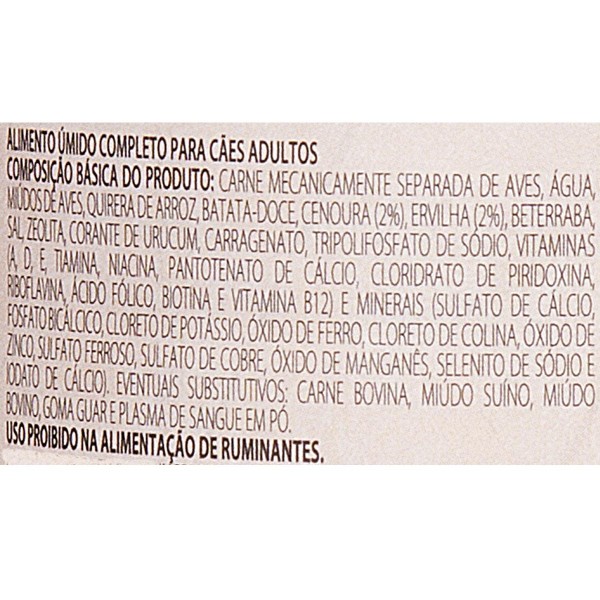 ALIMENTO ÚMIDO COMPLETO PARA CÃES ADULTOS
COMPOSIÇÃO BÁSICA DO PRODUTO: CARNE MECANICAMENTE SEPARADA DE AVES, ÁGUA,
MIÚDOS DE AVES, QUIRERA DE ARROZ, BATATA-DOCE, CENOURA (2%), ERVILHA (2%), BETERRABA,
SAL, ZEOLITA, CORANTE DE URUCUM, CARRAGENATO, TRIPOLIFOSFATO DE SÓDIO, VITAMINAS
(A, D, E, TIAMINA, NIACINA, PANTOTENATO DE CÁLCIO, CLORIDRATO DE PIRIDOXINA,
RIBOFLAVINA, ÁCIDO FÓLICO, BIOTINA E VITAMINA B12) E MINERAIS (SULFATO DE CÁLCIO,
FOSFATO BICÁLCICO, CLORETO DE POTÁSSIO, ÓXIDO DE FERRO, CLORETO DE COLINA, ÓXIDO DE
ZINCO, SULFATO FERROSO, SULFATO DE COBRE, ÓXIDO DE MANGANÊS, SELENITO DE SÓDIO E
IODATO DE CÁLCIO). EVENTUAIS SUBSTITUTIVOS: CARNE BOVINA, MIÚDO SUÍNO, MIÚDO
BOVINO, GOMA GUAR E PLASMA DE SANGUE EM PÓ.
USO PROIBIDO NA ALIMENTAÇÃO DE RUMINANTES.